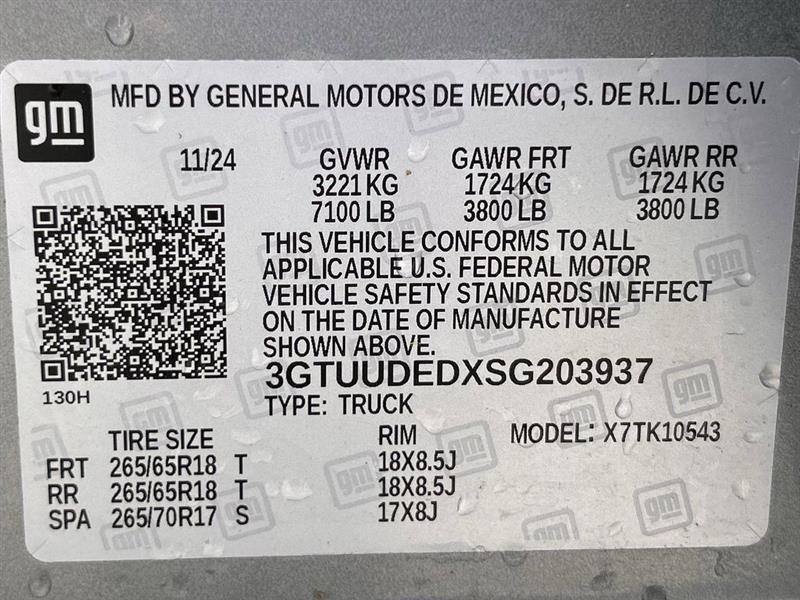 gm MFD BY GENERAL MOTORS DE MEXICO, S. DE R.L. DE C.V.
11/24 GVWR GAWR FRT GAWR RR
3221 KG 1724 KG 1724 KG
7100 LB 3800 LB 3800 LB
THIS VEHICLE CONFORMS TO ALL
APPLICABLE U.S. FEDERAL MOTOR
VEHICLE SAFETY STANDARDS IN EFFECT
ON THE DATE OF MANUFACTURE
SHOWN ABOVE.
3GTUUDEDXSG203937
130H TYPE: TRUCK
TIRE SIZE RIM MODEL: X7TK10543
FRT 265/65R18 T 18X8.5J
RR 265/65R18 T 18X8.5J
SPA 265/70R17 S 17X8J